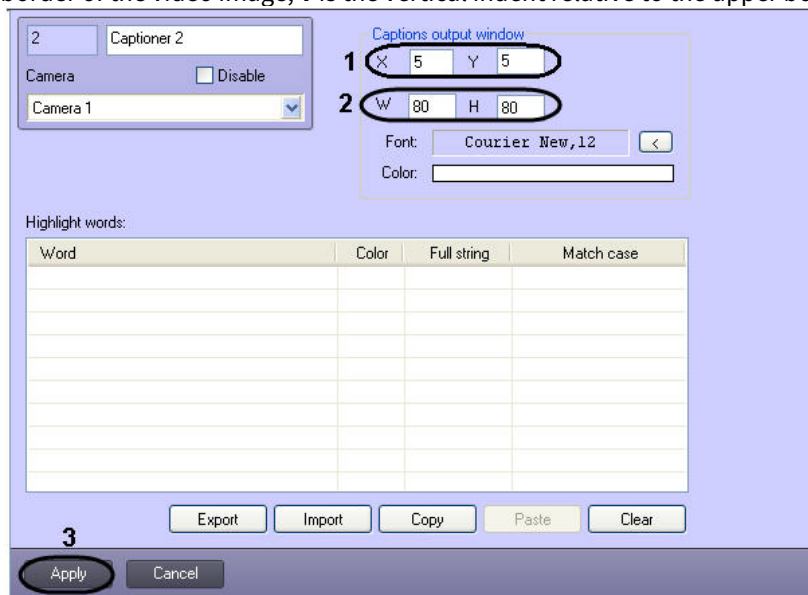 border of the video image, Y is the vertical indent relative to the upper bo
2 Captioner 2
Camera Disable
Camera 1
Captions output window
1 X 5 Y 5
2 W 80 H 80
Font: Courier New,12 <
Color:
Highlight words:
Word Color Full string Match case
Export Import Copy Paste Clear
3
Apply Cancel